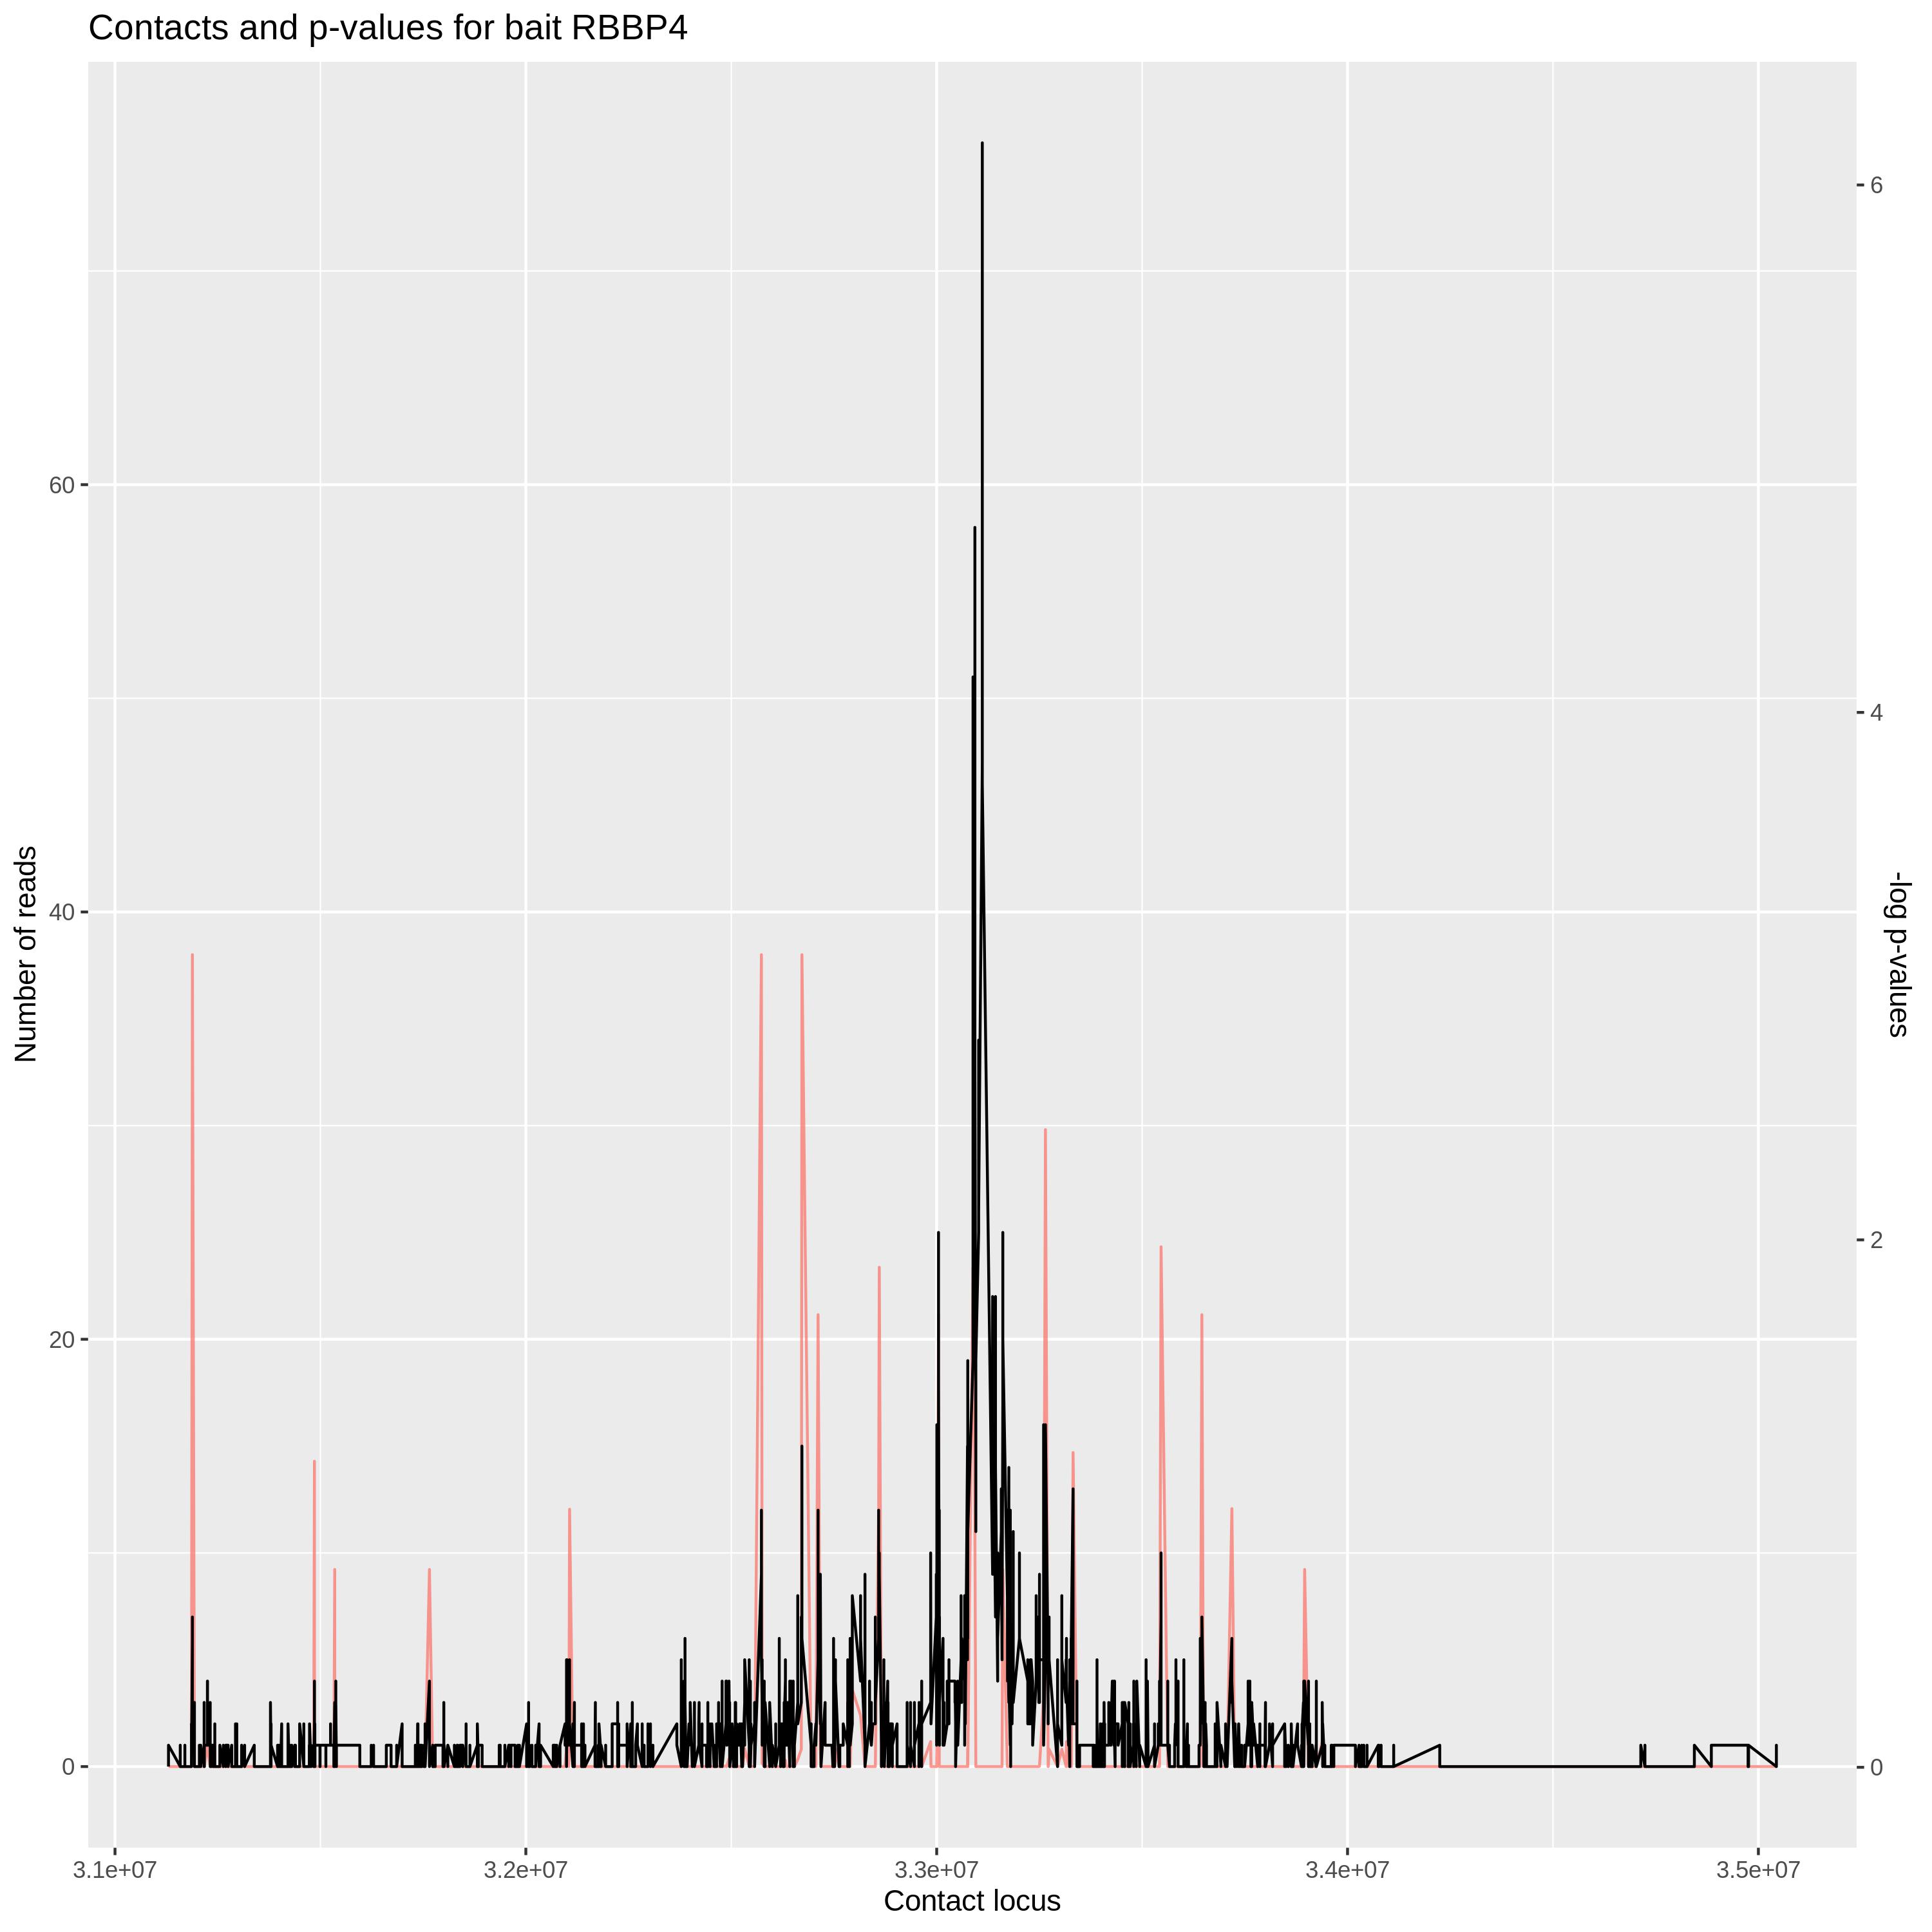 Contacts and p-values for bait RBBP4
6
60
4
40
Number of reads
-log p-values
2
20
0
0
3.1e+07 3.2e+07 3.3e+07 3.4e+07 3.5e+07
Contact locus